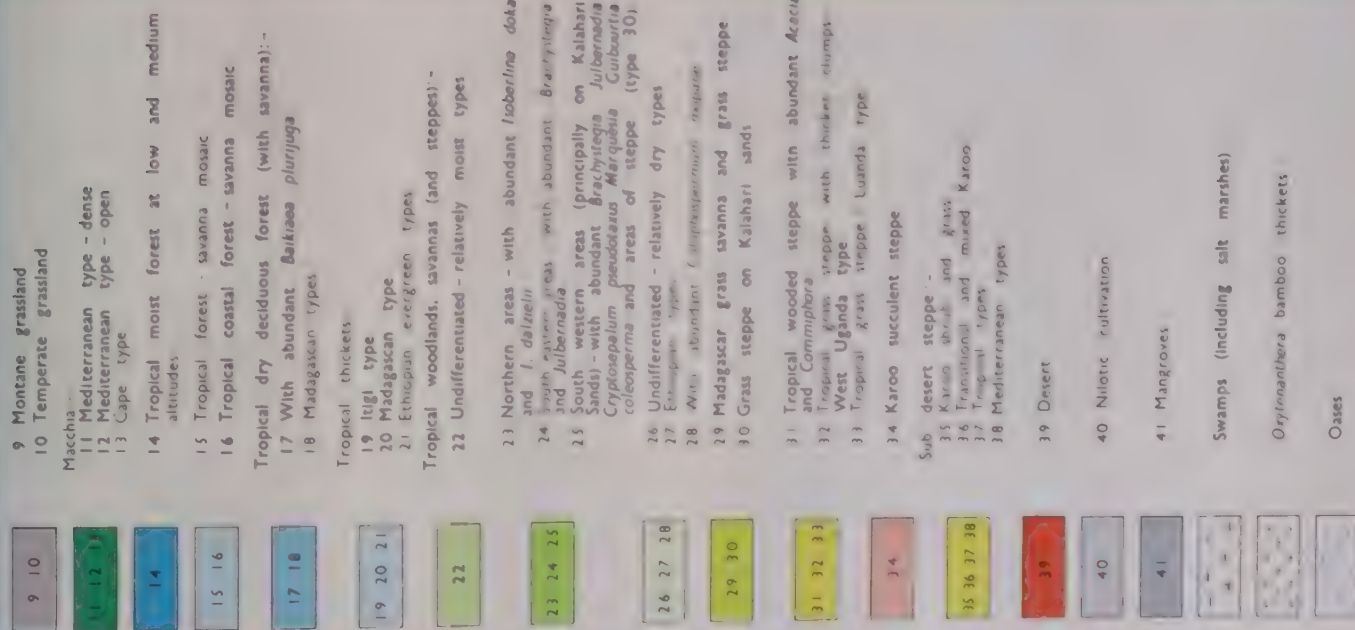 9 10
9 Montane grassland
10 Temperate grassland
Macchia
11 12 13
11 Mediterranean type - dense
12 Mediterranean type - open
13 Cape type
14
14 Tropical moist forest at low and medium
altitudes
15 16
15 Tropical forest - savanna mosaic
16 Tropical coastal forest - savanna mosaic
Tropical dry deciduous forest (with savanna):-
17 18
17 With abundant Baikiaea plurijuga
18 Madagascan types
Tropical thickets
19 20 21
19 Itigi type
20 Madagascan type
21 Ethiopian evergreen types
Tropical woodlands, savannas (and steppes):-
22
22 Undifferentiated - relatively moist types
23 24 25
23 Northern areas - with abundant Isoberlina doka
and I. dalzielii
24 South eastern areas - with abundant Brachystegia
and Julbernadia
25 South western areas (principally on Kalahari
Sands) - with abundant Brachystegia Julbernadia
Cryptosepalum pseudotaxus Marquesia Guibourtia
coleosperma and areas of steppe (type 30)
26 27 28
26 Undifferentiated - relatively dry types
27 Ethiopian types
28 With abundant Colophospermum mopane
29 30
29 Madagascar grass savanna and grass steppe
30 Grass steppe on Kalahari sands
31 32 33
31 Tropical wooded steppe with abundant Acacia
and Commiphora
32 Tropical grass steppe with thicket clumps
West Uganda type
33 Tropical grass steppe Luanda type
34
34 Karoo succulent steppe
Sub desert steppe -
35 36 37 38
35 Karoo shrub and grass
36 Transitional and mixed Karoo
37 Tropical types
38 Mediterranean types
39
39 Desert
40
40 Nilotic cultivation
41
41 Mangroves
Swamps (including salt marshes)
Oxytenanthera bamboo thickets
Oases